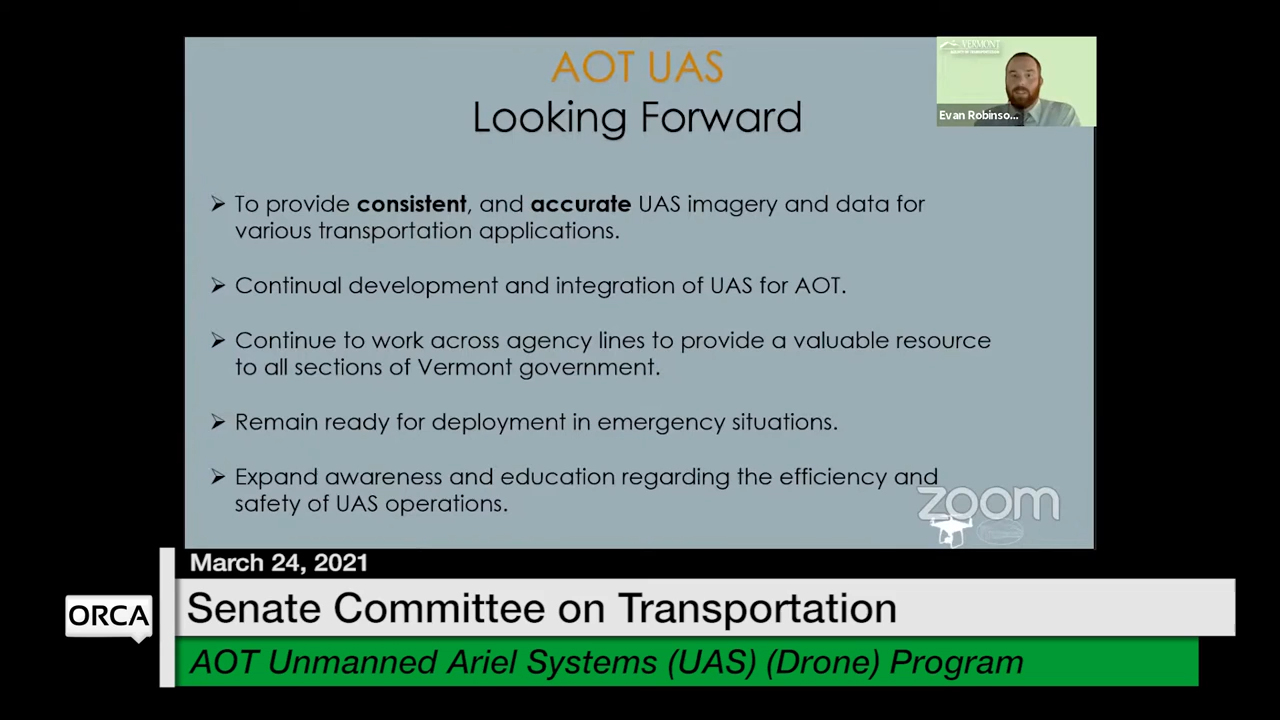 AOT UAS
Looking Forward
VERMONT
Evan Robinso...
➢ To provide consistent, and accurate UAS imagery and data for
various transportation applications.
➢ Continual development and integration of UAS for AOT.
➢ Continue to work across agency lines to provide a valuable resource
to all sections of Vermont government.
➢ Remain ready for deployment in emergency situations.
➢ Expand awareness and education regarding the efficiency and
safety of UAS operations.
zoom
March 24, 2021
ORCA
Senate Committee on Transportation
AOT Unmanned Ariel Systems (UAS) (Drone) Program